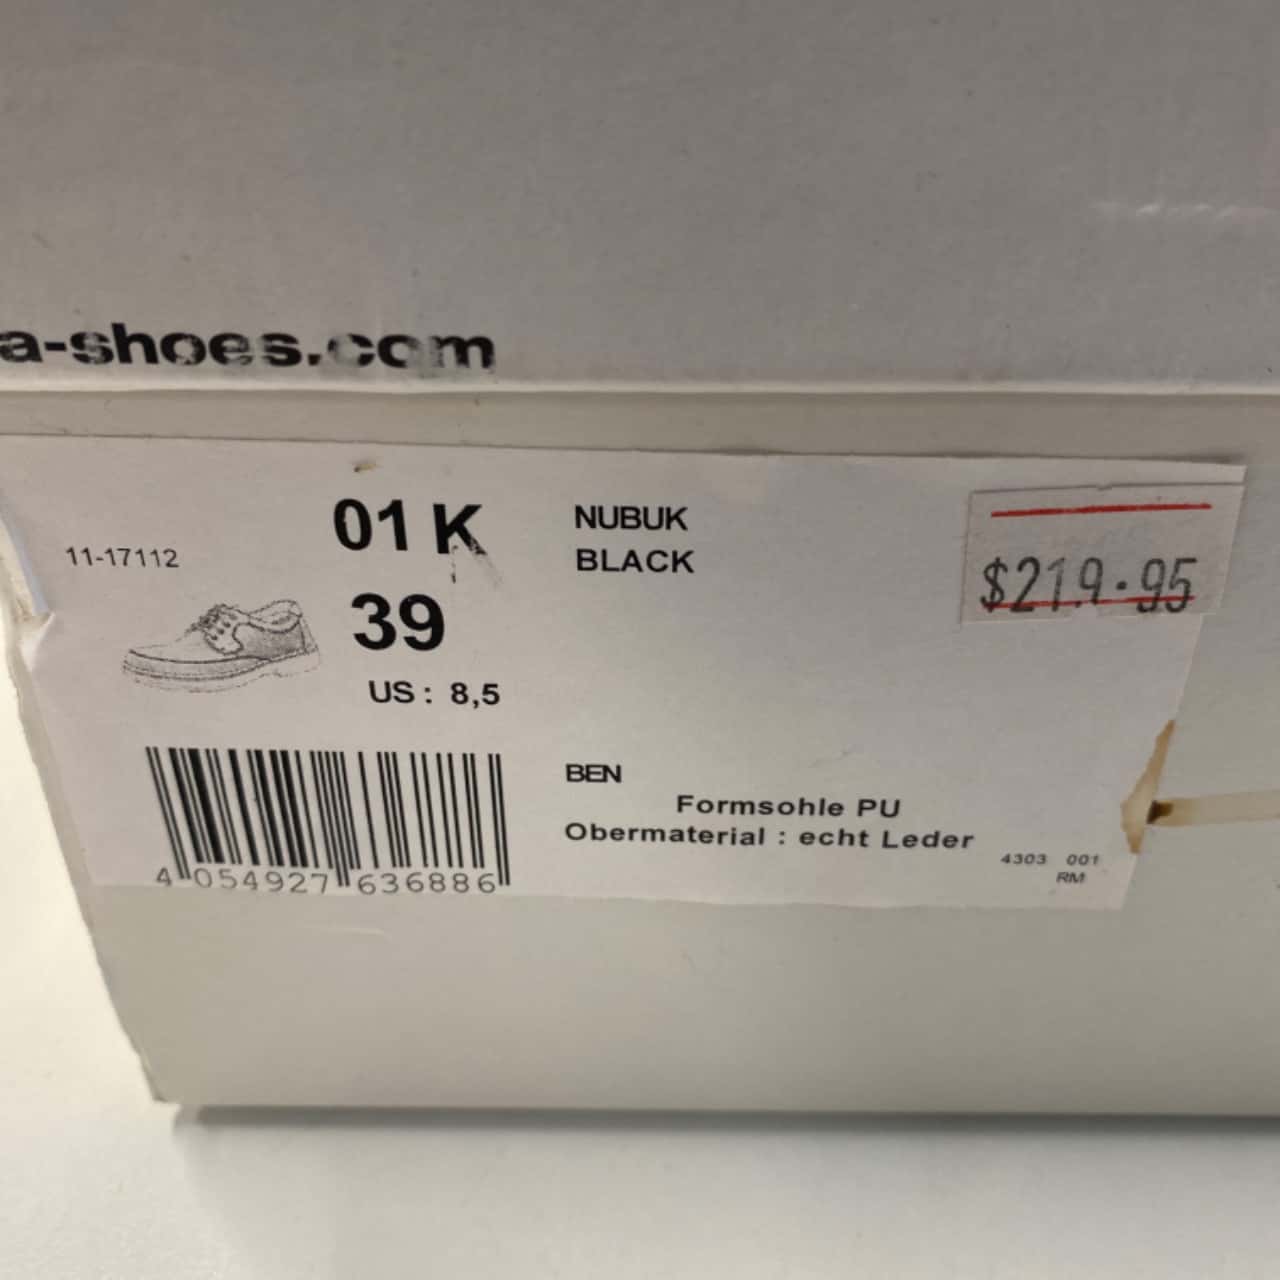 a-shoes.com
11-17112
01 K
39
US : 8,5
NUBUK
BLACK
$219.95
BEN
Formsohle PU
Obermaterial : echt Leder
4303 001
RM
4 054927 636886